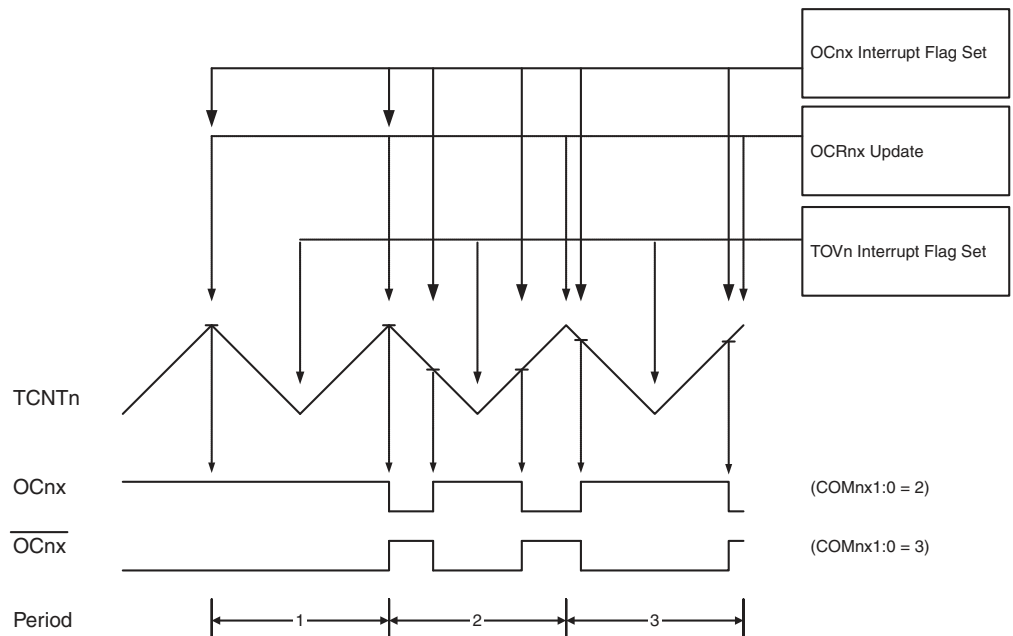 OCnx Interrupt Flag Set
OCRnx Update
TOVn Interrupt Flag Set
TCNTn
OCnx (COMnx1:0 = 2)
OCnx (COMnx1:0 = 3)
Period 1 2 3